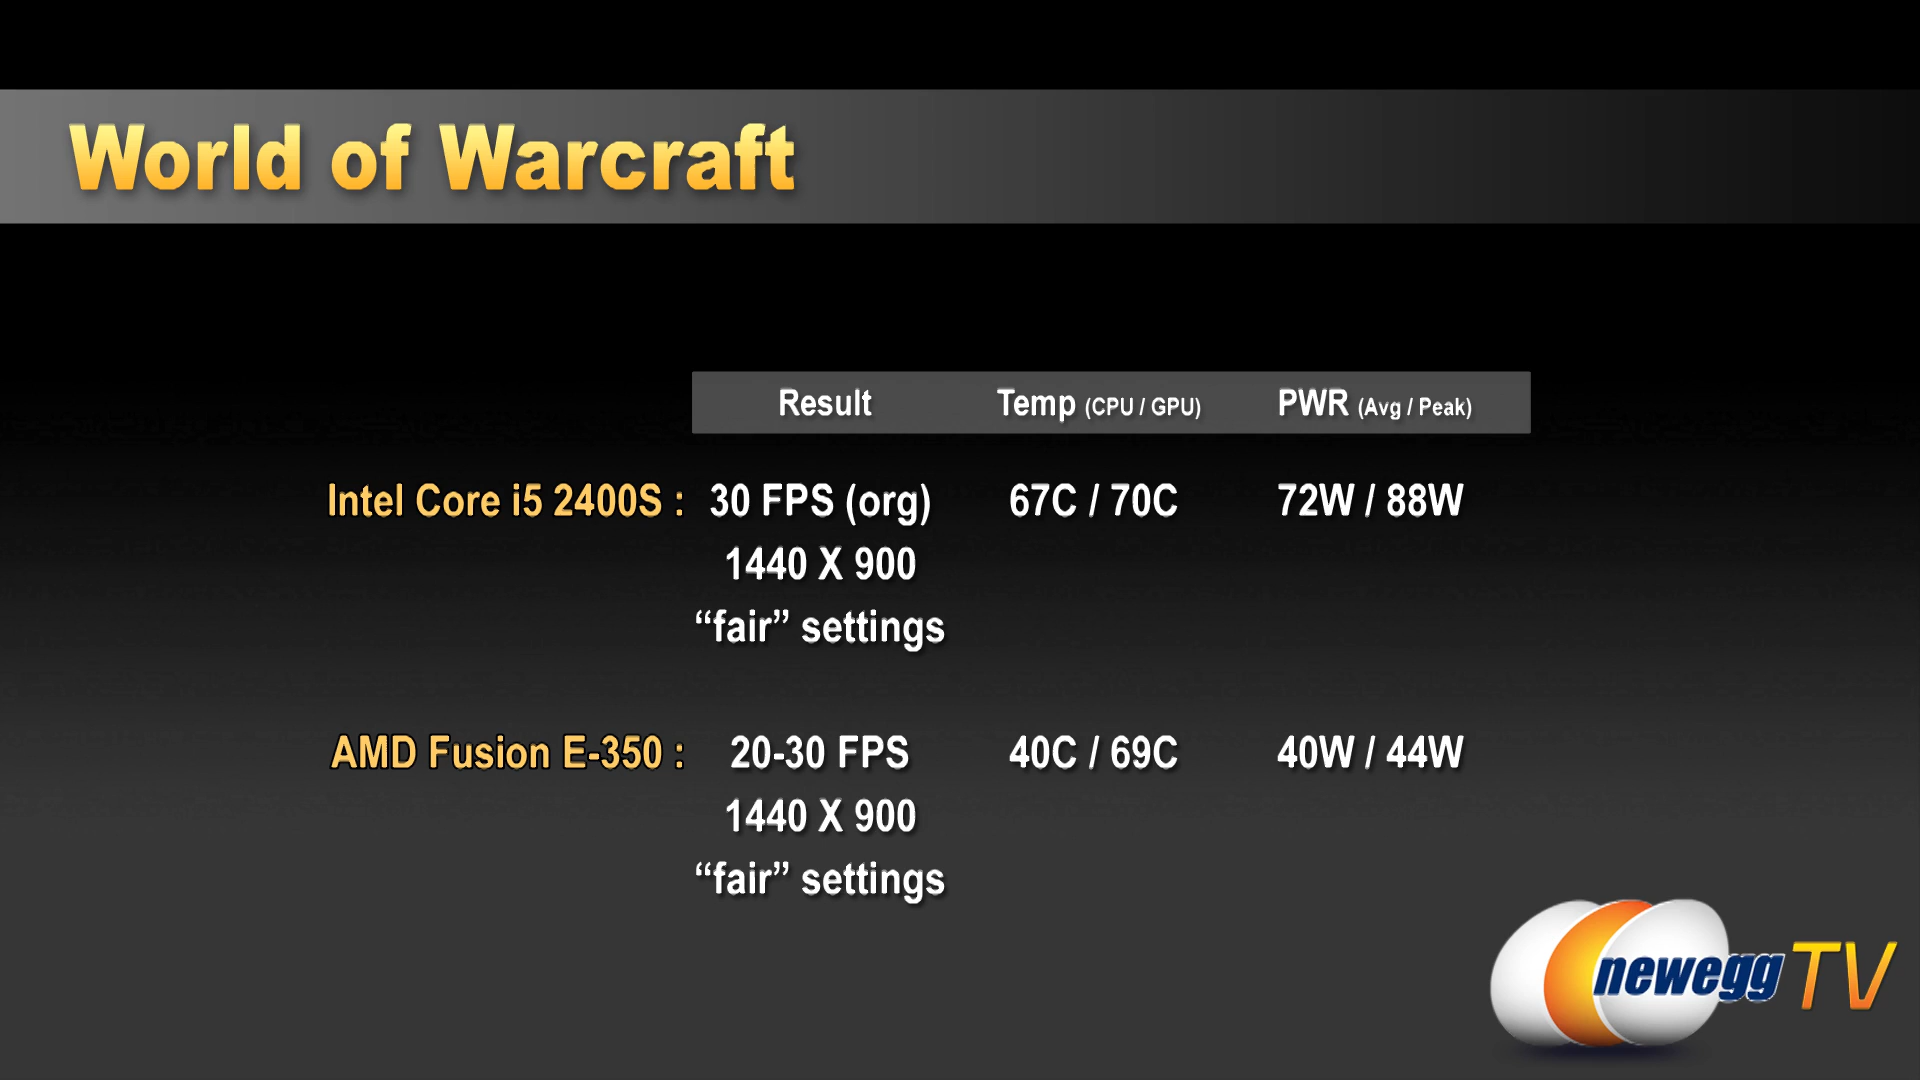 World of Warcraft
Result Temp (CPU / GPU) PWR (Avg / Peak)
Intel Core i5 2400S : 30 FPS (org) 67C / 70C 72W / 88W
1440 X 900
“fair” settings
AMD Fusion E-350 : 20-30 FPS 40C / 69C 40W / 44W
1440 X 900
“fair” settings
newegg TV